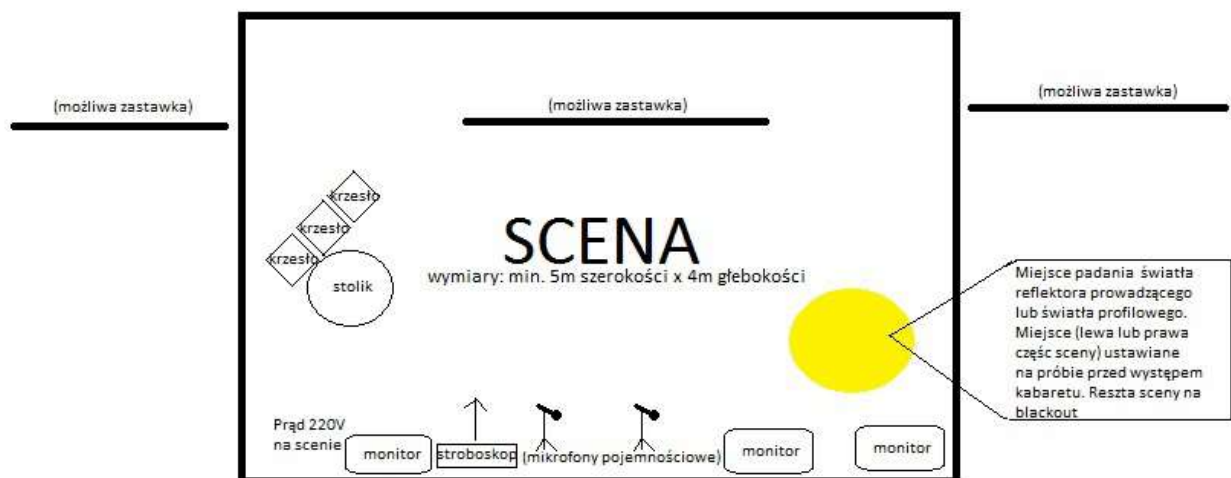 (możliwa zastawka)
(możliwa zastawka)
(możliwa zastawka)
krzesło
krzesło
krzesło
stolik
SCENA
wymiary: min. 5m szerokości x 4m głebokości
Miejsce padania światła
reflektora prowadzącego
lub światła profilowego.
Miejsce (lewa lub prawa
częśc sceny) ustawiane
na próbie przed występem
kabaretu. Reszta sceny na
blackout
Prąd 220V
na scenie
monitor
stroboskop
(mikrofony pojemnościowe)
monitor
monitor